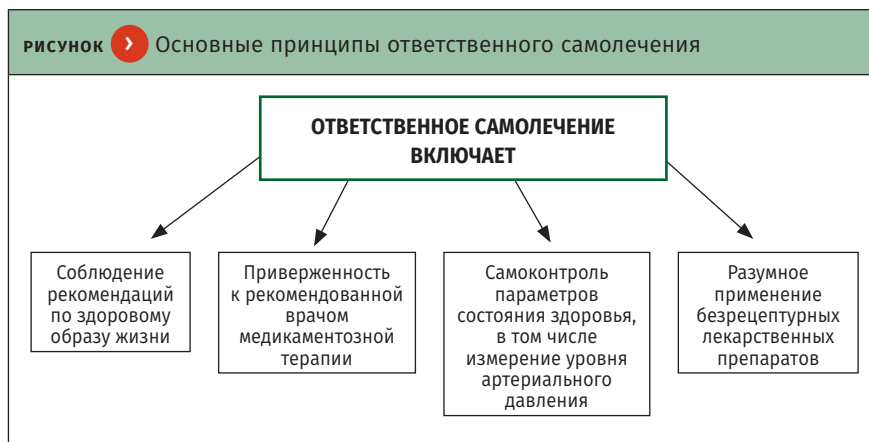 РИСУНОК Основные принципы ответственного самолечения
ОТВЕТСТВЕННОЕ САМОЛЕЧЕНИЕ
ВКЛЮЧАЕТ
Соблюдение
рекомендаций
по здоровому
образу жизни
Приверженность
к рекомендованной
врачом
медикаментозной
терапии
Самоконтроль
параметров
состояния здоровья,
в том числе
измерение уровня
артериального
давления
Разумное
применение
безрецептурных
лекарственных
препаратов